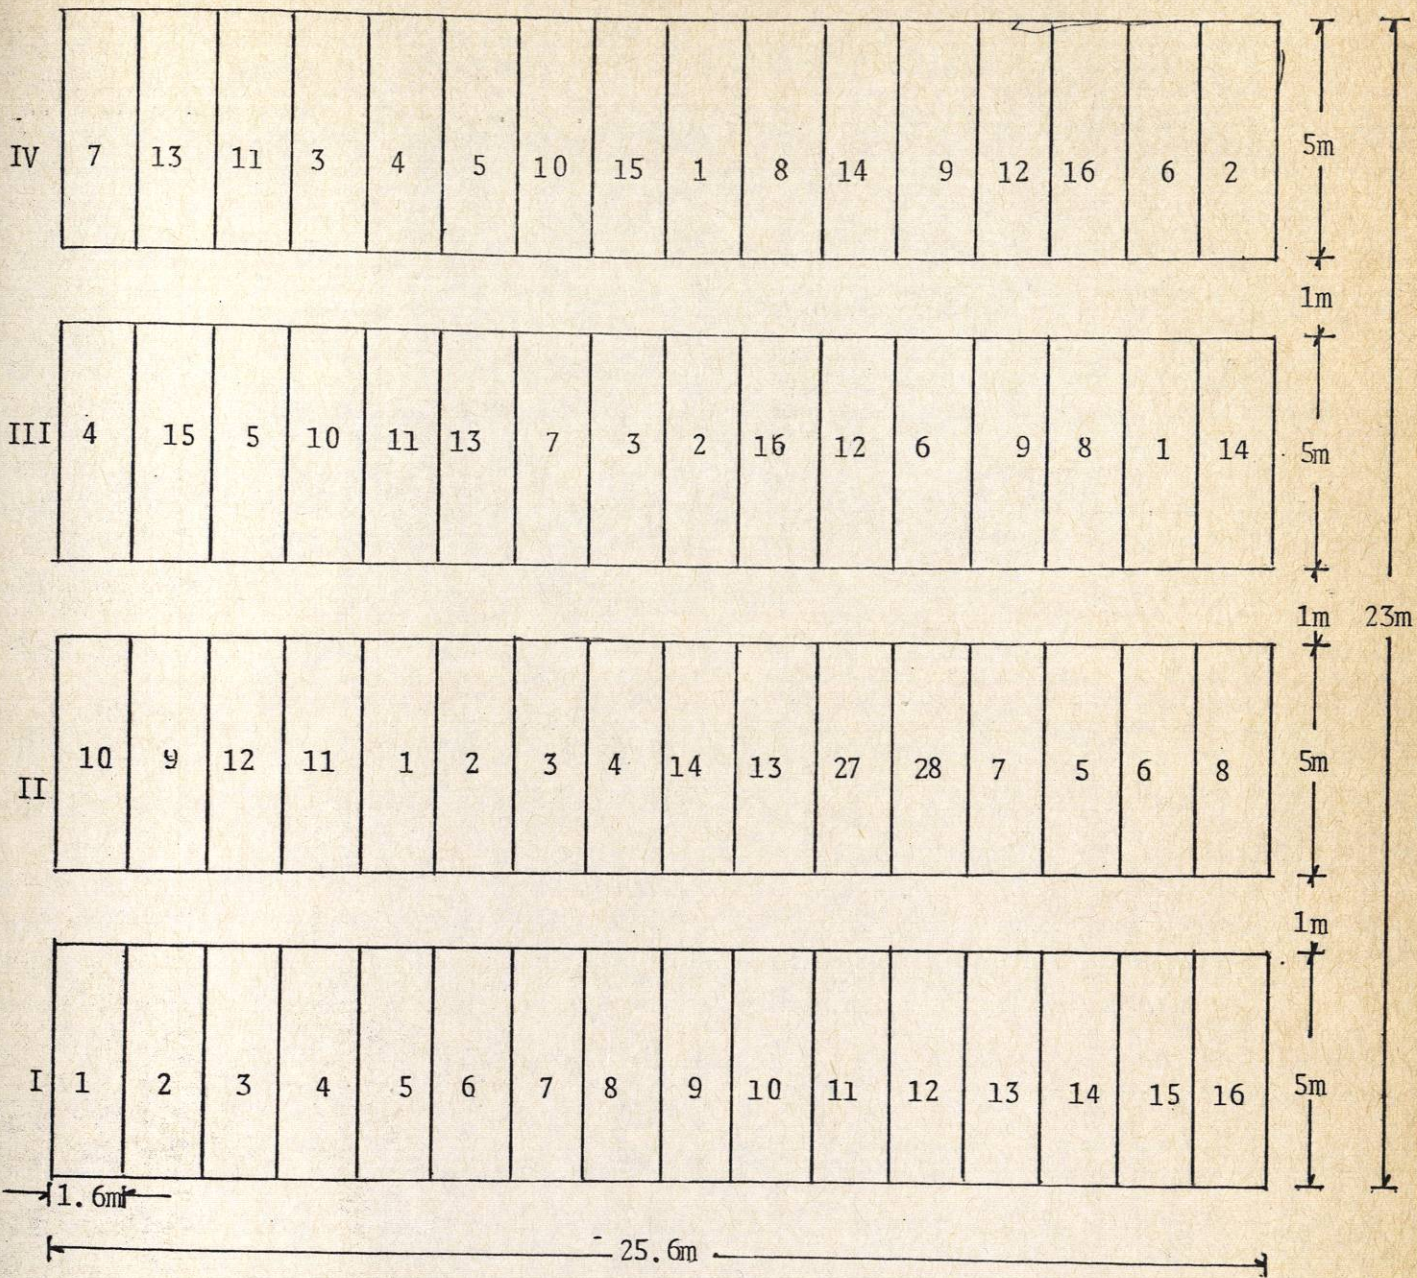 IV 7 13 11 3 4 5 10 15 1 8 14 9 12 16 6 2 5m
1m
III 4 15 5 10 11 13 7 3 2 16 12 6 9 8 1 14 5m
1m 23m
II 10 9 12 11 1 2 3 4 14 13 27 28 7 5 6 8 5m
1m
I 1 2 3 4 5 6 7 8 9 10 11 12 13 14 15 16 5m
1.6m
25.6m